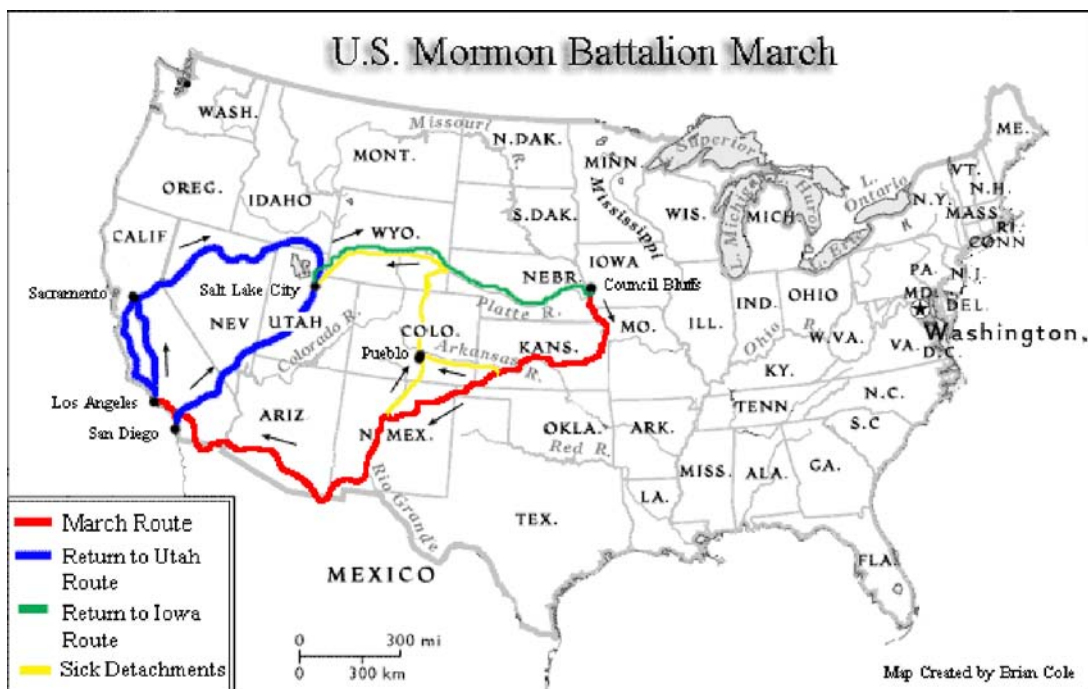 U.S. Mormon Battalion March
WASH.
MONT.
Missouri R.
N.DAK.
MINN.
Superior
ME.
OREG.
IDAHO
S.DAK.
Mississippi
WIS.
L. Michigan
MICH
Huron
L. Ontario
VT.
N.H.
N.Y.
MASS.
RI.
CONN
CALIF
WYO.
NEBR.
IOWA
Council Bluffs
L. Erie
PA.
N.J.
Sacramento
Salt Lake City
NEV
UTAH
Colorado R.
COLO.
Platte R.
MO.
ILL.
IND.
OHIO
Ohio R.
MD.
DEL.
Washington,
D.C.
W.VA.
VA.
Pueblo
Arkansas R.
KANS.
KY.
Los Angeles
San Diego
ARIZ
N MEX.
OKLA.
Red R.
ARK.
TENN
N.C.
S.C
MISS.
ALA.
GA.
Rio Grande
TEX.
LA.
FLA.
MEXICO
March Route
Return to Utah
Route
Return to Iowa
Route
Sick Detachments
0 300 mi
0 300 km
Map Created by Brian Cole